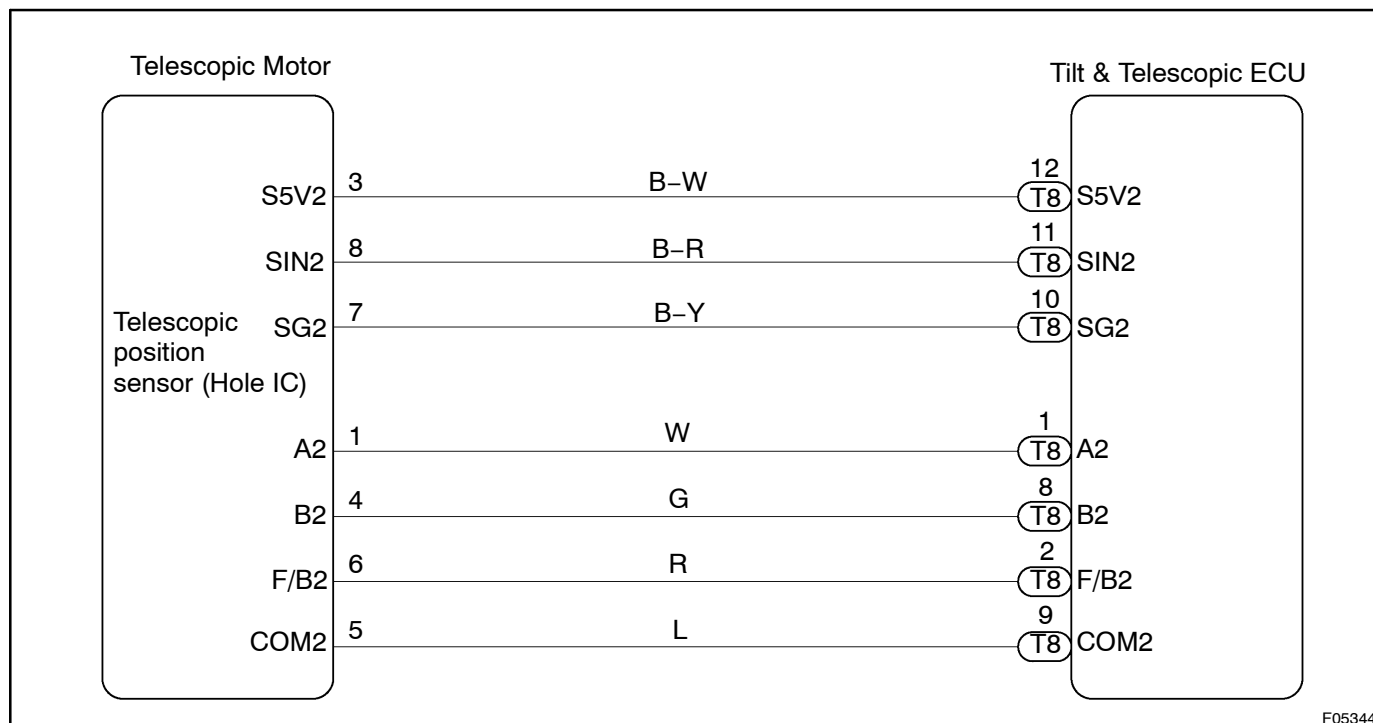 Telescopic Motor
Tilt & Telescopic ECU
S5V2 3 B–W 12 T8 S5V2
SIN2 8 B–R 11 T8 SIN2
SG2 7 B–Y 10 T8 SG2
Telescopic
position
sensor (Hole IC)
A2 1 W 1 T8 A2
B2 4 G 8 T8 B2
F/B2 6 R 2 T8 F/B2
COM2 5 L 9 T8 COM2
F05344